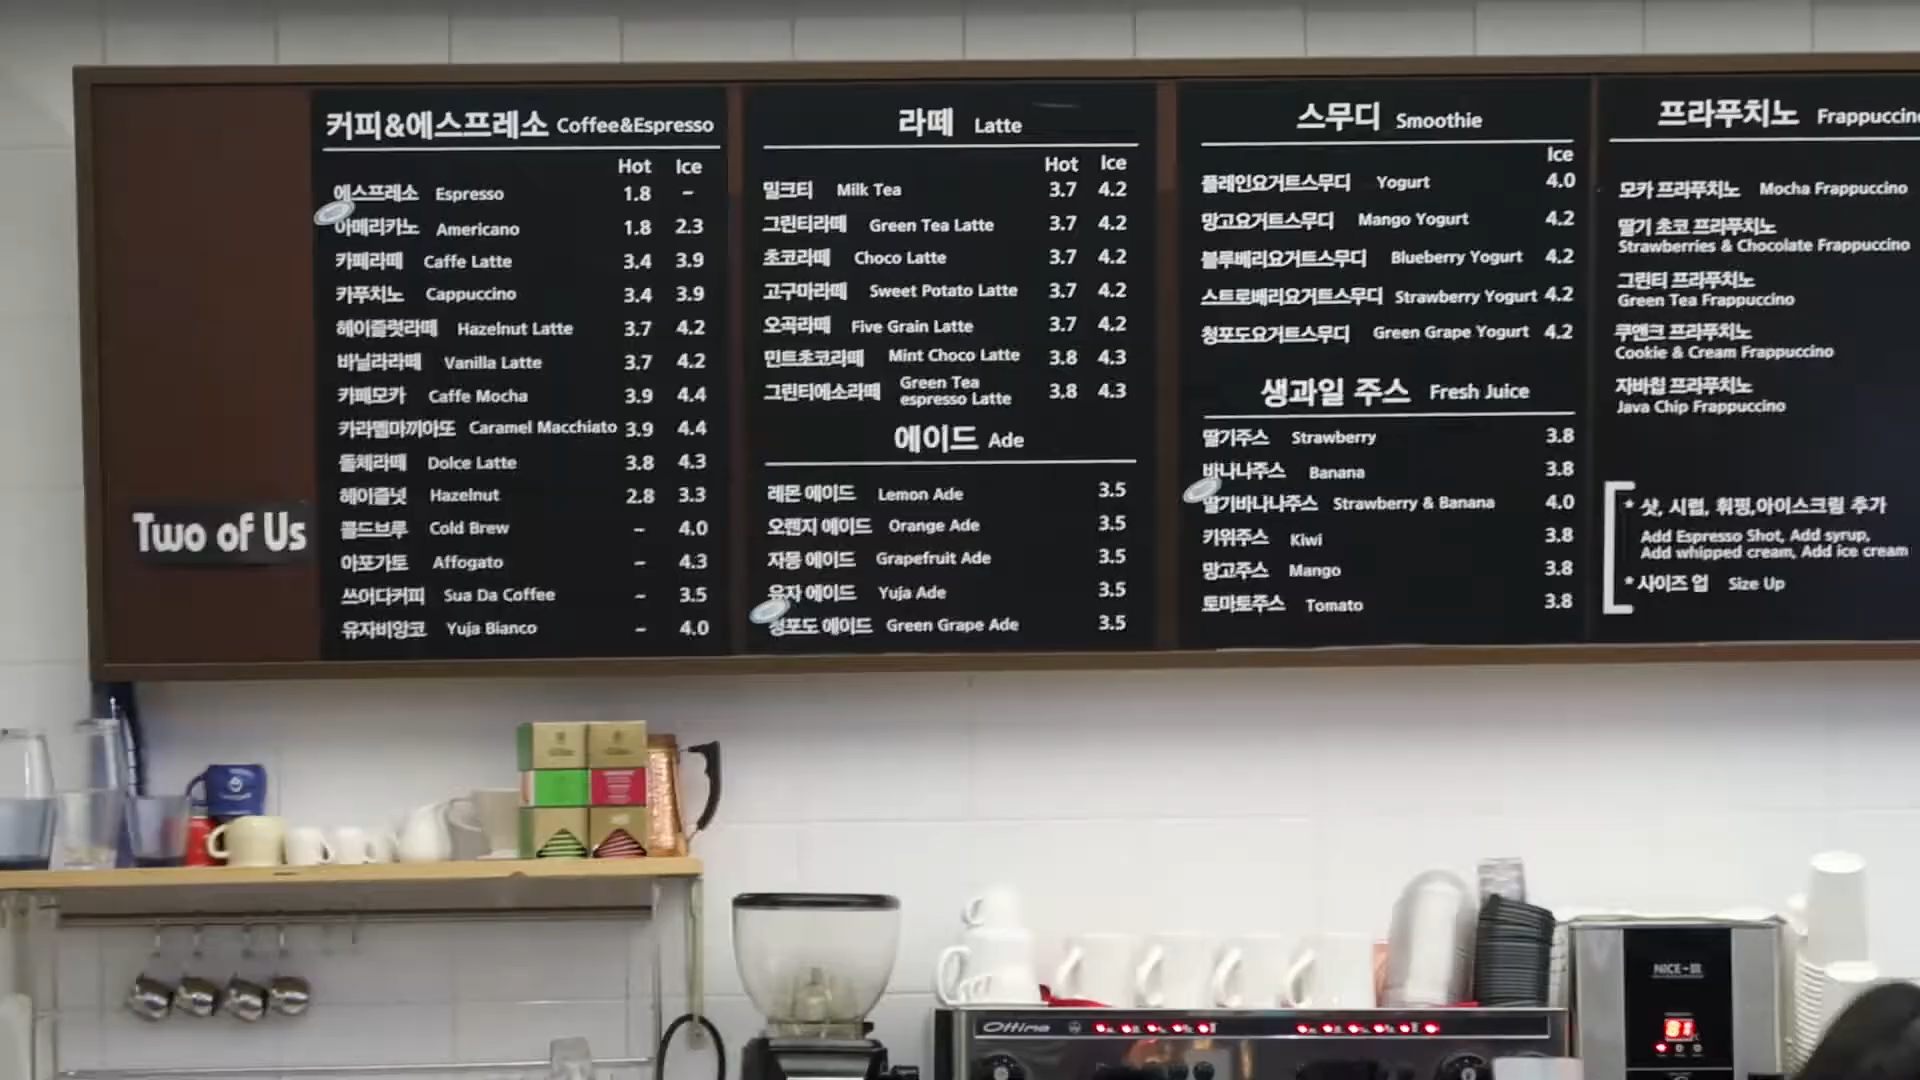 커피&에스프레소 Coffee&Espresso
Hot Ice
에스프레소 Espresso 1.8 –
아메리카노 Americano 1.8 2.3
카페라떼 Caffe Latte 3.4 3.9
카푸치노 Cappuccino 3.4 3.9
헤이즐럿라떼 Hazelnut Latte 3.7 4.2
바닐라라떼 Vanilla Latte 3.7 4.2
카페모카 Caffe Mocha 3.9 4.4
카라멜마끼아또 Caramel Macchiato 3.9 4.4
돌체라떼 Dolce Latte 3.8 4.3
헤이즐넛 Hazelnut 2.8 3.3
콜드브루 Cold Brew – 4.0
아포가토 Affogato – 4.3
쓰어다커피 Sua Da Coffee – 3.5
유자비앙코 Yuja Bianco – 4.0
Two of Us
라떼 Latte
Hot Ice
밀크티 Milk Tea 3.7 4.2
그린티라떼 Green Tea Latte 3.7 4.2
초코라떼 Choco Latte 3.7 4.2
고구마라떼 Sweet Potato Latte 3.7 4.2
오곡라떼 Five Grain Latte 3.7 4.2
민트초코라떼 Mint Choco Latte 3.8 4.3
그린티에소라떼 Green Tea espresso Latte 3.8 4.3
에이드 Ade
레몬 에이드 Lemon Ade 3.5
오렌지 에이드 Orange Ade 3.5
자몽 에이드 Grapefruit Ade 3.5
유자 에이드 Yuja Ade 3.5
청포도 에이드 Green Grape Ade 3.5
스무디 Smoothie
Ice
플레인요거트스무디 Yogurt 4.0
망고요거트스무디 Mango Yogurt 4.2
블루베리요거트스무디 Blueberry Yogurt 4.2
스트로베리요거트스무디 Strawberry Yogurt 4.2
청포도요거트스무디 Green Grape Yogurt 4.2
생과일 주스 Fresh Juice
딸기주스 Strawberry 3.8
바나나주스 Banana 3.8
딸기바나나주스 Strawberry & Banana 4.0
키위주스 Kiwi 3.8
망고주스 Mango 3.8
토마토주스 Tomato 3.8
프라푸치노 Frappuccino
모카 프라푸치노 Mocha Frappuccino
딸기 초코 프라푸치노
Strawberries & Chocolate Frappuccino
그린티 프라푸치노
Green Tea Frappuccino
쿠앤크 프라푸치노
Cookie & Cream Frappuccino
자바칩 프라푸치노
Java Chip Frappuccino
* 샷, 시럽, 휘핑,아이스크림 추가
Add Espresso Shot, Add syrup,
Add whipped cream, Add ice cream
* 사이즈 업 Size Up
Ottima
NICE-III
81